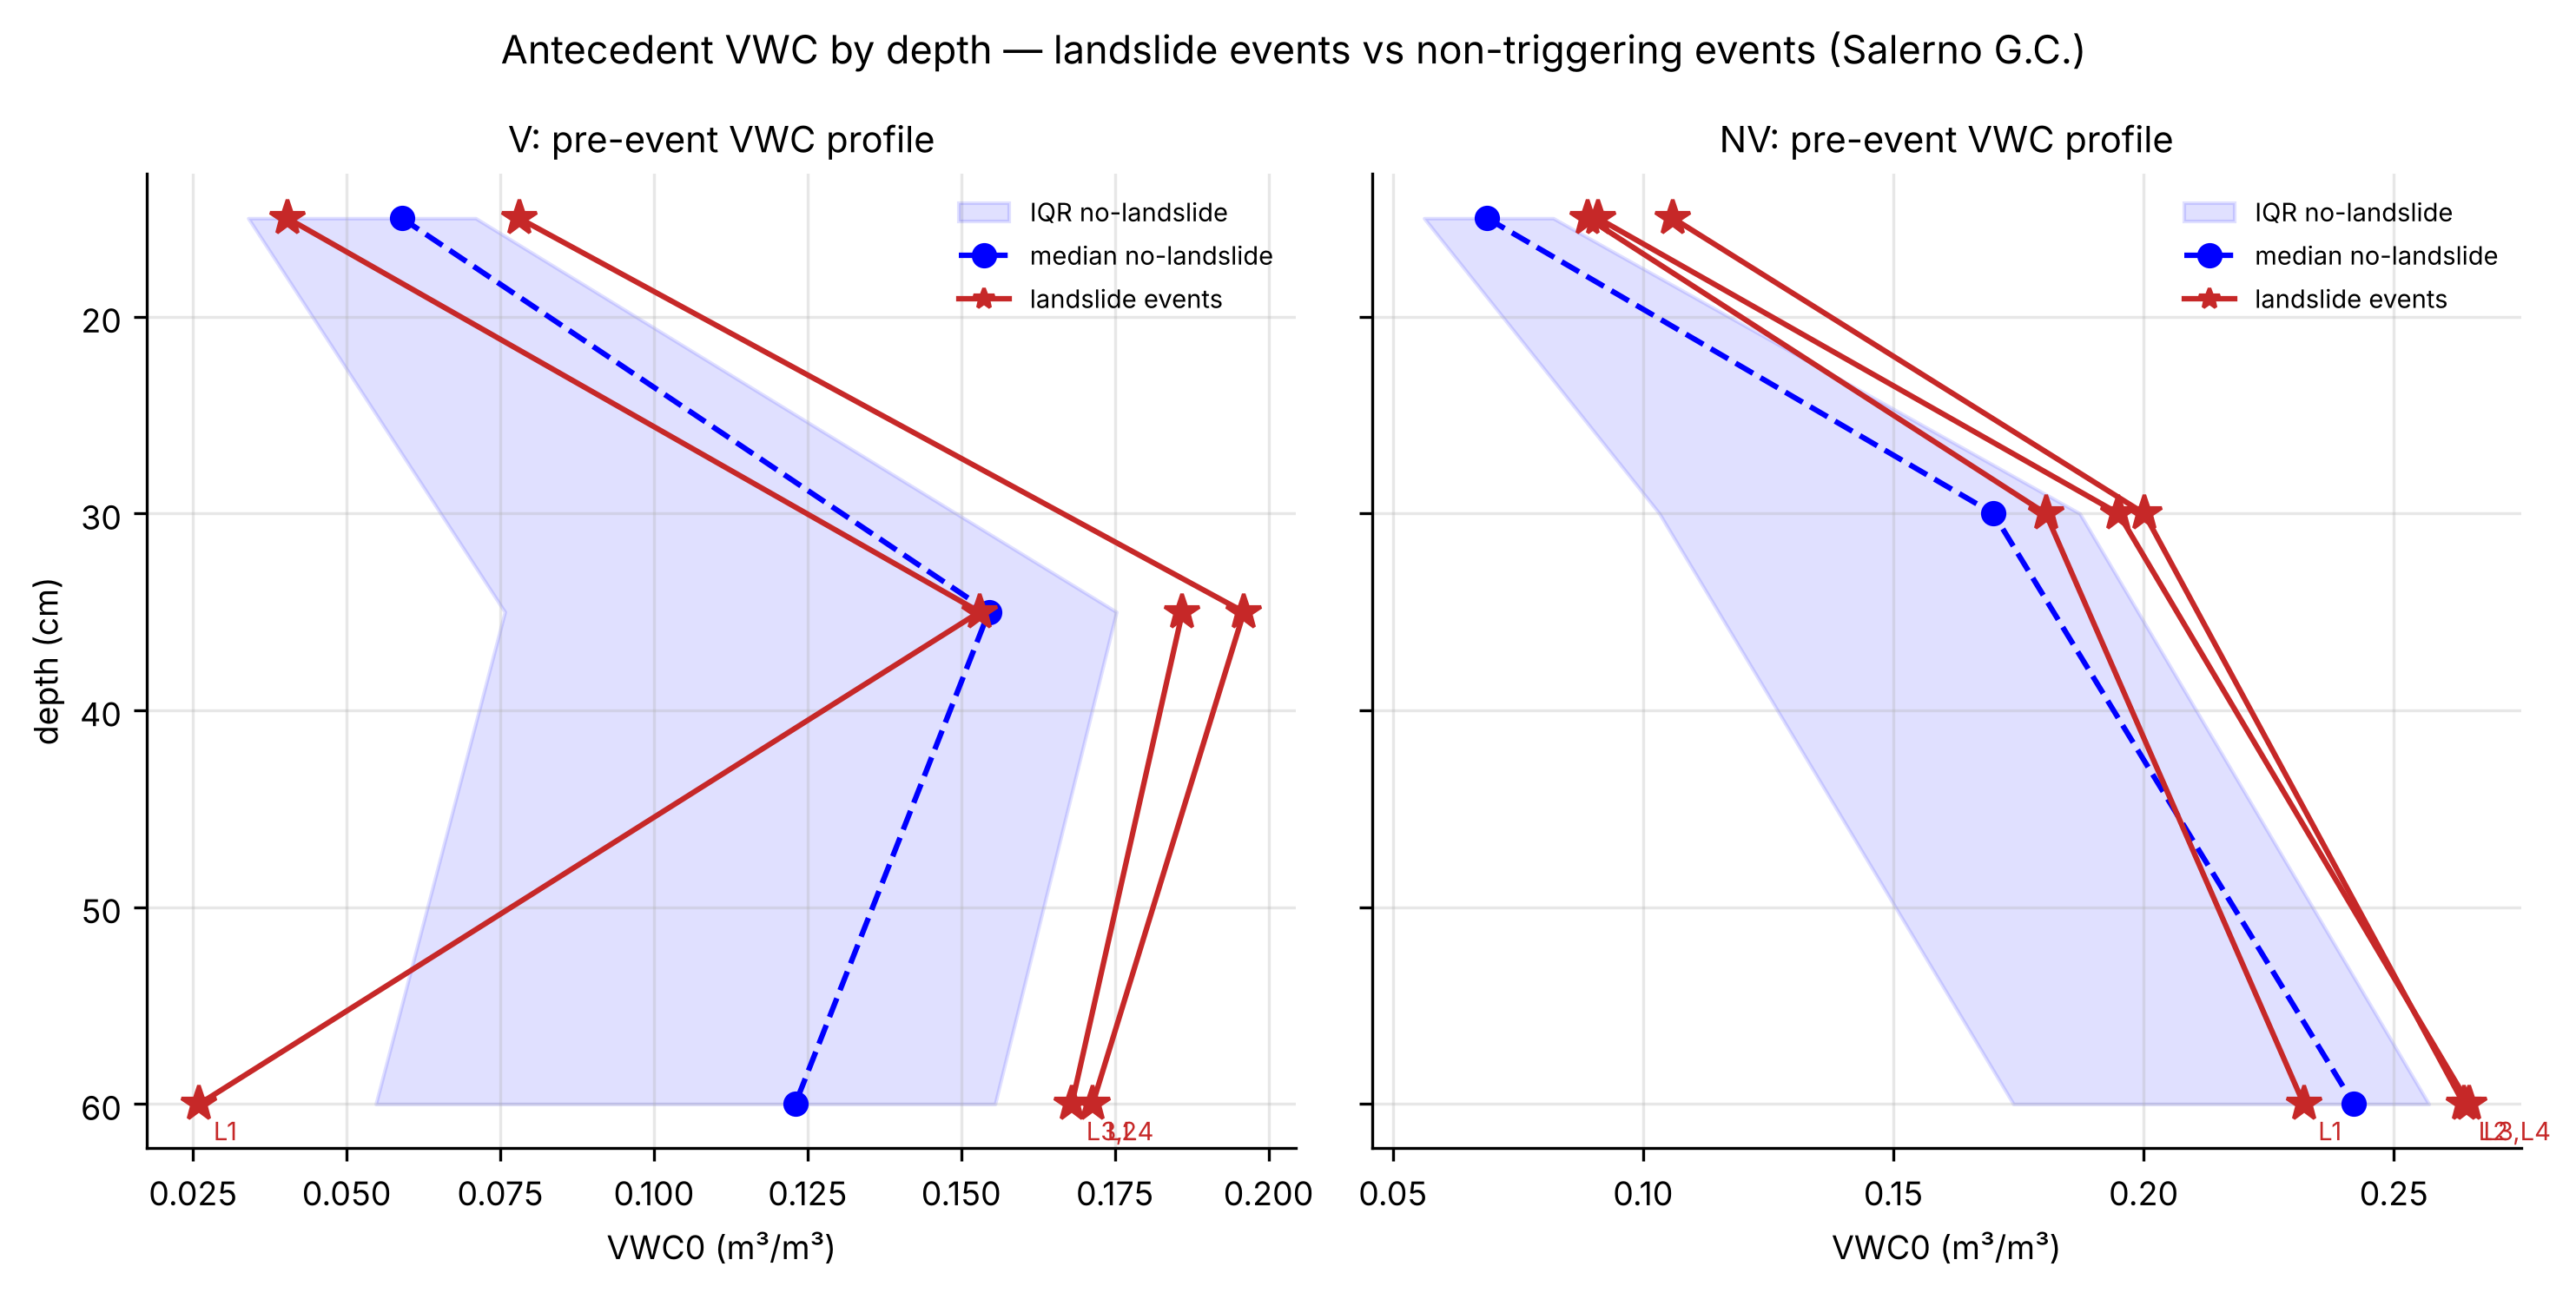 Antecedent VWC by depth — landslide events vs non-triggering events (Salerno G.C.)
V: pre-event VWC profile
IQR no-landslide
median no-landslide
landslide events
depth (cm)
20
30
40
50
60
L1
0.025 0.050 0.075 0.100 0.125 0.150 0.175 0.200
VWC0 (m³/m³)
NV: pre-event VWC profile
IQR no-landslide
median no-landslide
landslide events
L1
0.05 0.10 0.15 0.20 0.25
VWC0 (m³/m³)